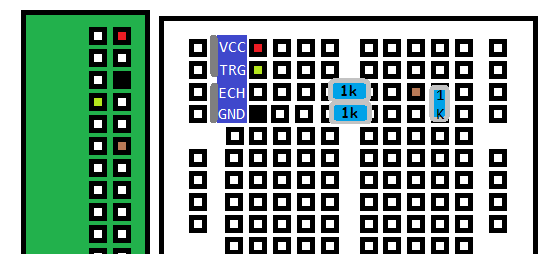 VCC
TRG
ECH 1k
GND 1k
1
K